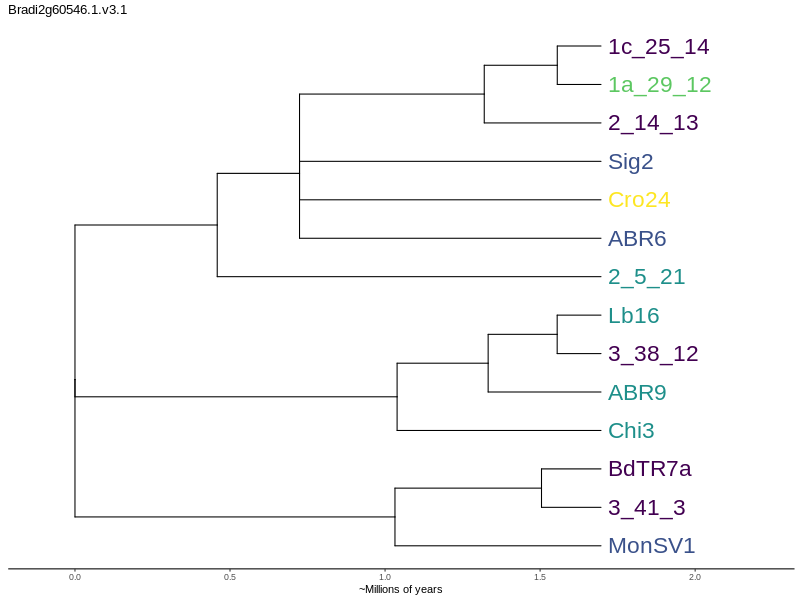 Bradi2g60546.1.v3.1
1c_25_14
1a_29_12
2_14_13
Sig2
Cro24
ABR6
2_5_21
Lb16
3_38_12
ABR9
Chi3
BdTR7a
3_41_3
MonSV1
0.0 0.5 1.0 1.5 2.0
~Millions of years